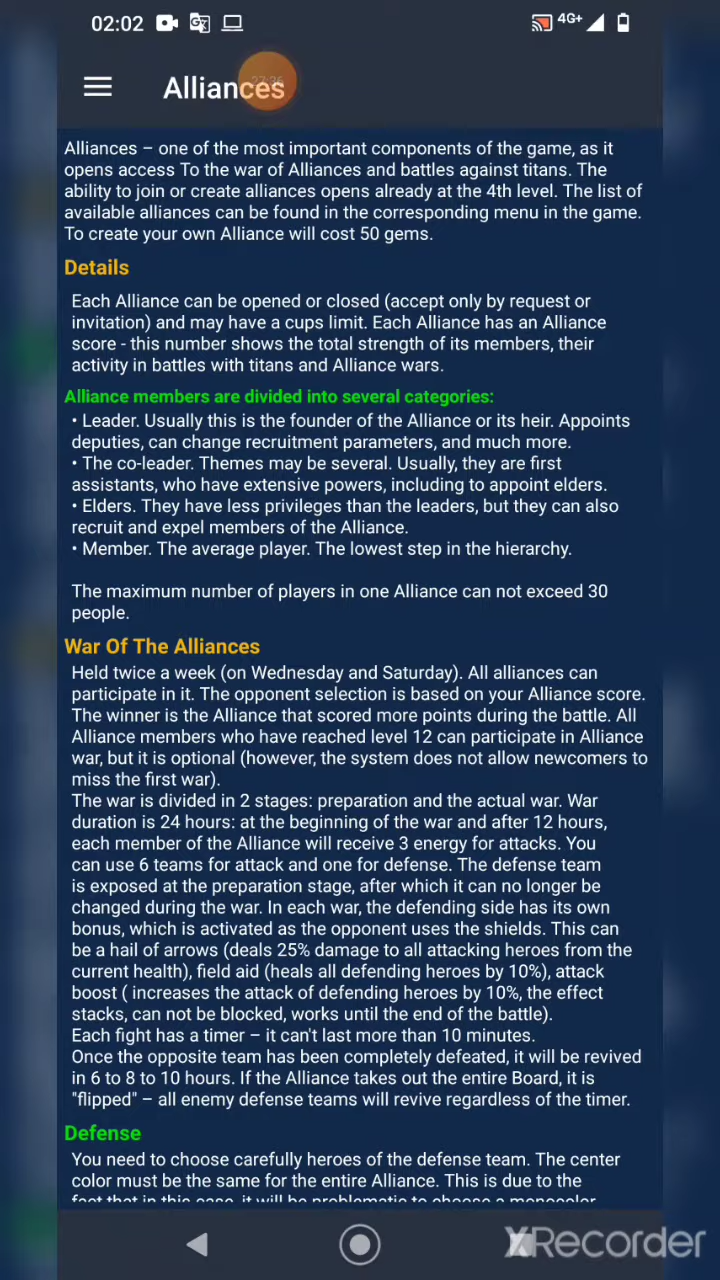 02:02
4G+
Alliances
27:36
Alliances – one of the most important components of the game, as it
opens access To the war of Alliances and battles against titans. The
ability to join or create alliances opens already at the 4th level. The list of
available alliances can be found in the corresponding menu in the game.
To create your own Alliance will cost 50 gems.
Details
Each Alliance can be opened or closed (accept only by request or
invitation) and may have a cups limit. Each Alliance has an Alliance
score - this number shows the total strength of its members, their
activity in battles with titans and Alliance wars.
Alliance members are divided into several categories:
• Leader. Usually this is the founder of the Alliance or its heir. Appoints
deputies, can change recruitment parameters, and much more.
• The co-leader. Themes may be several. Usually, they are first
assistants, who have extensive powers, including to appoint elders.
• Elders. They have less privileges than the leaders, but they can also
recruit and expel members of the Alliance.
• Member. The average player. The lowest step in the hierarchy.
The maximum number of players in one Alliance can not exceed 30
people.
War Of The Alliances
Held twice a week (on Wednesday and Saturday). All alliances can
participate in it. The opponent selection is based on your Alliance score.
The winner is the Alliance that scored more points during the battle. All
Alliance members who have reached level 12 can participate in Alliance
war, but it is optional (however, the system does not allow newcomers to
miss the first war).
The war is divided in 2 stages: preparation and the actual war. War
duration is 24 hours: at the beginning of the war and after 12 hours,
each member of the Alliance will receive 3 energy for attacks. You
can use 6 teams for attack and one for defense. The defense team
is exposed at the preparation stage, after which it can no longer be
changed during the war. In each war, the defending side has its own
bonus, which is activated as the opponent uses the shields. This can
be a hail of arrows (deals 25% damage to all attacking heroes from the
current health), field aid (heals all defending heroes by 10%), attack
boost ( increases the attack of defending heroes by 10%, the effect
stacks, can not be blocked, works until the end of the battle).
Each fight has a timer – it can't last more than 10 minutes.
Once the opposite team has been completely defeated, it will be revived
in 6 to 8 to 10 hours. If the Alliance takes out the entire Board, it is
"flipped" – all enemy defense teams will revive regardless of the timer.
Defense
You need to choose carefully heroes of the defense team. The center
color must be the same for the entire Alliance. This is due to the
fact that in this case, it will be problematic to choose a monocolor
XRecorder